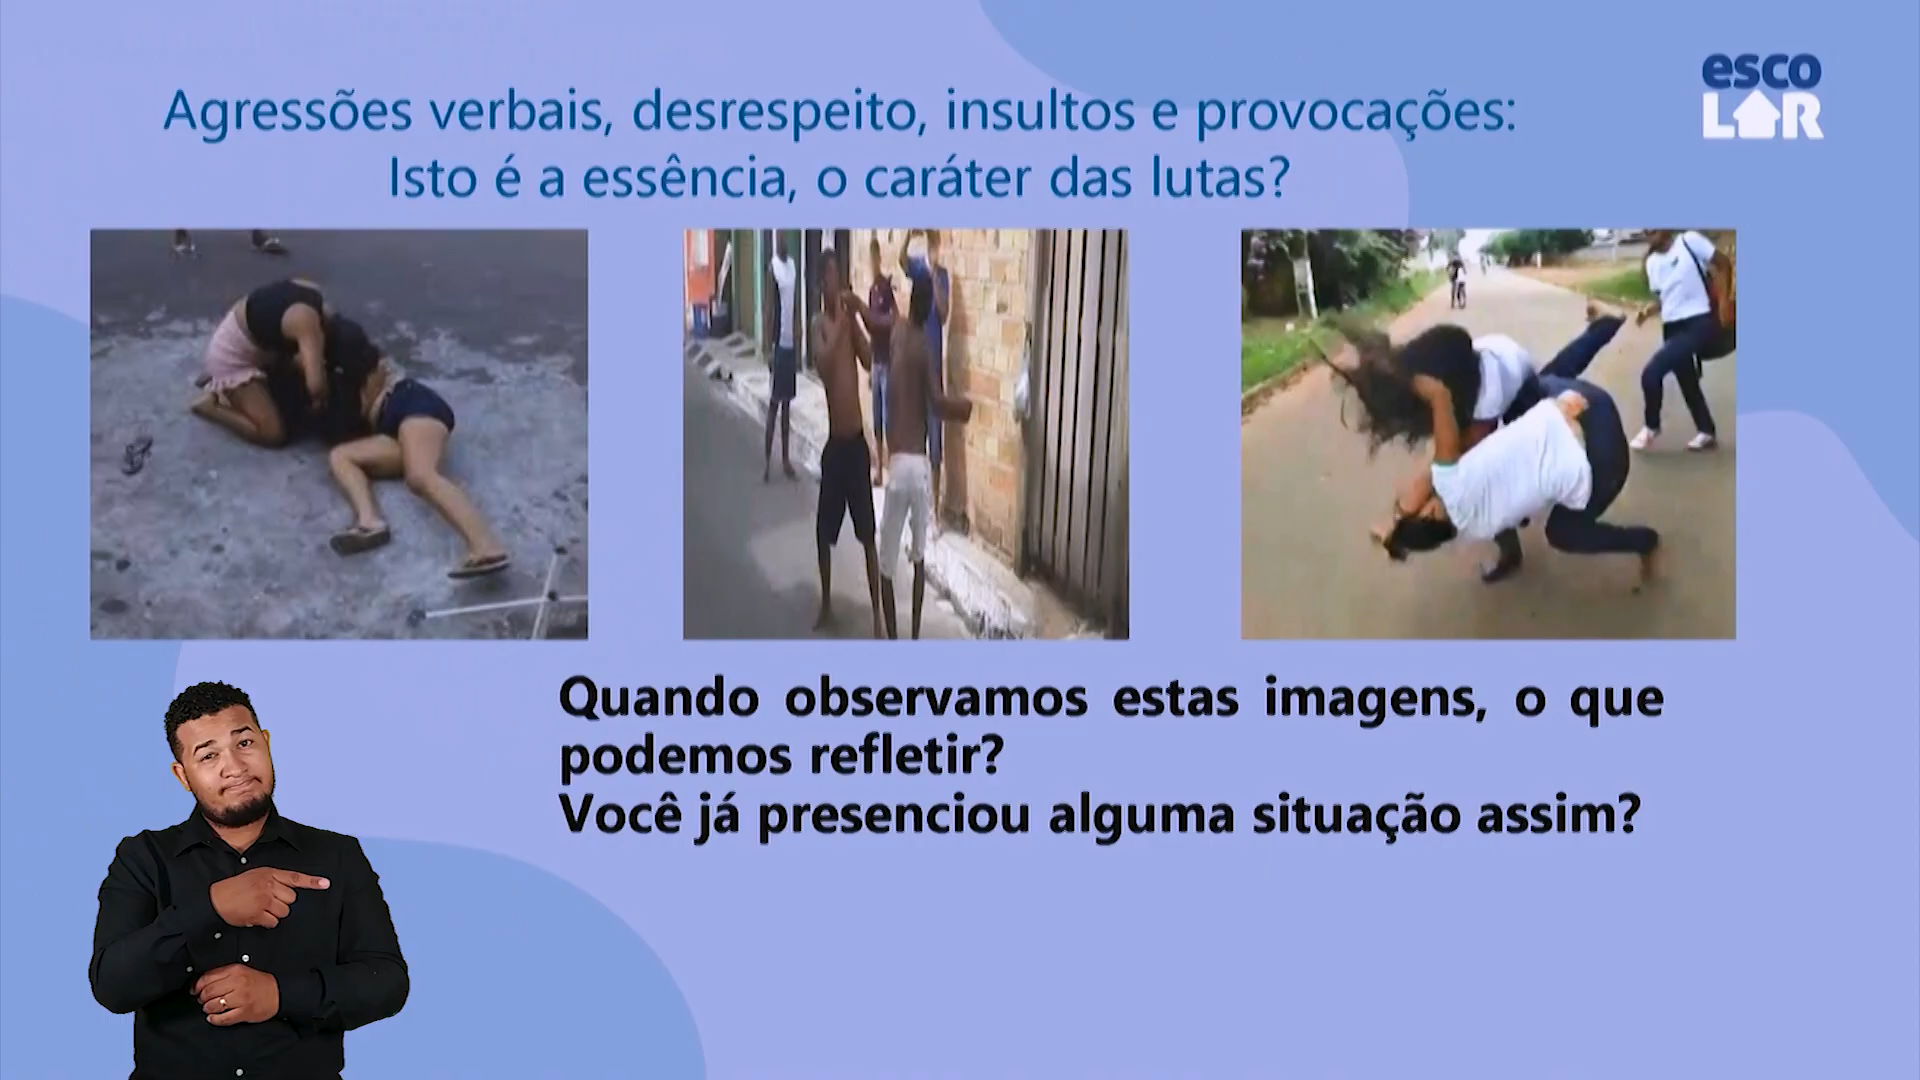 esco
LAR
Agressões verbais, desrespeito, insultos e provocações:
Isto é a essência, o caráter das lutas?
Quando observamos estas imagens, o que
podemos refletir?
Você já presenciou alguma situação assim?